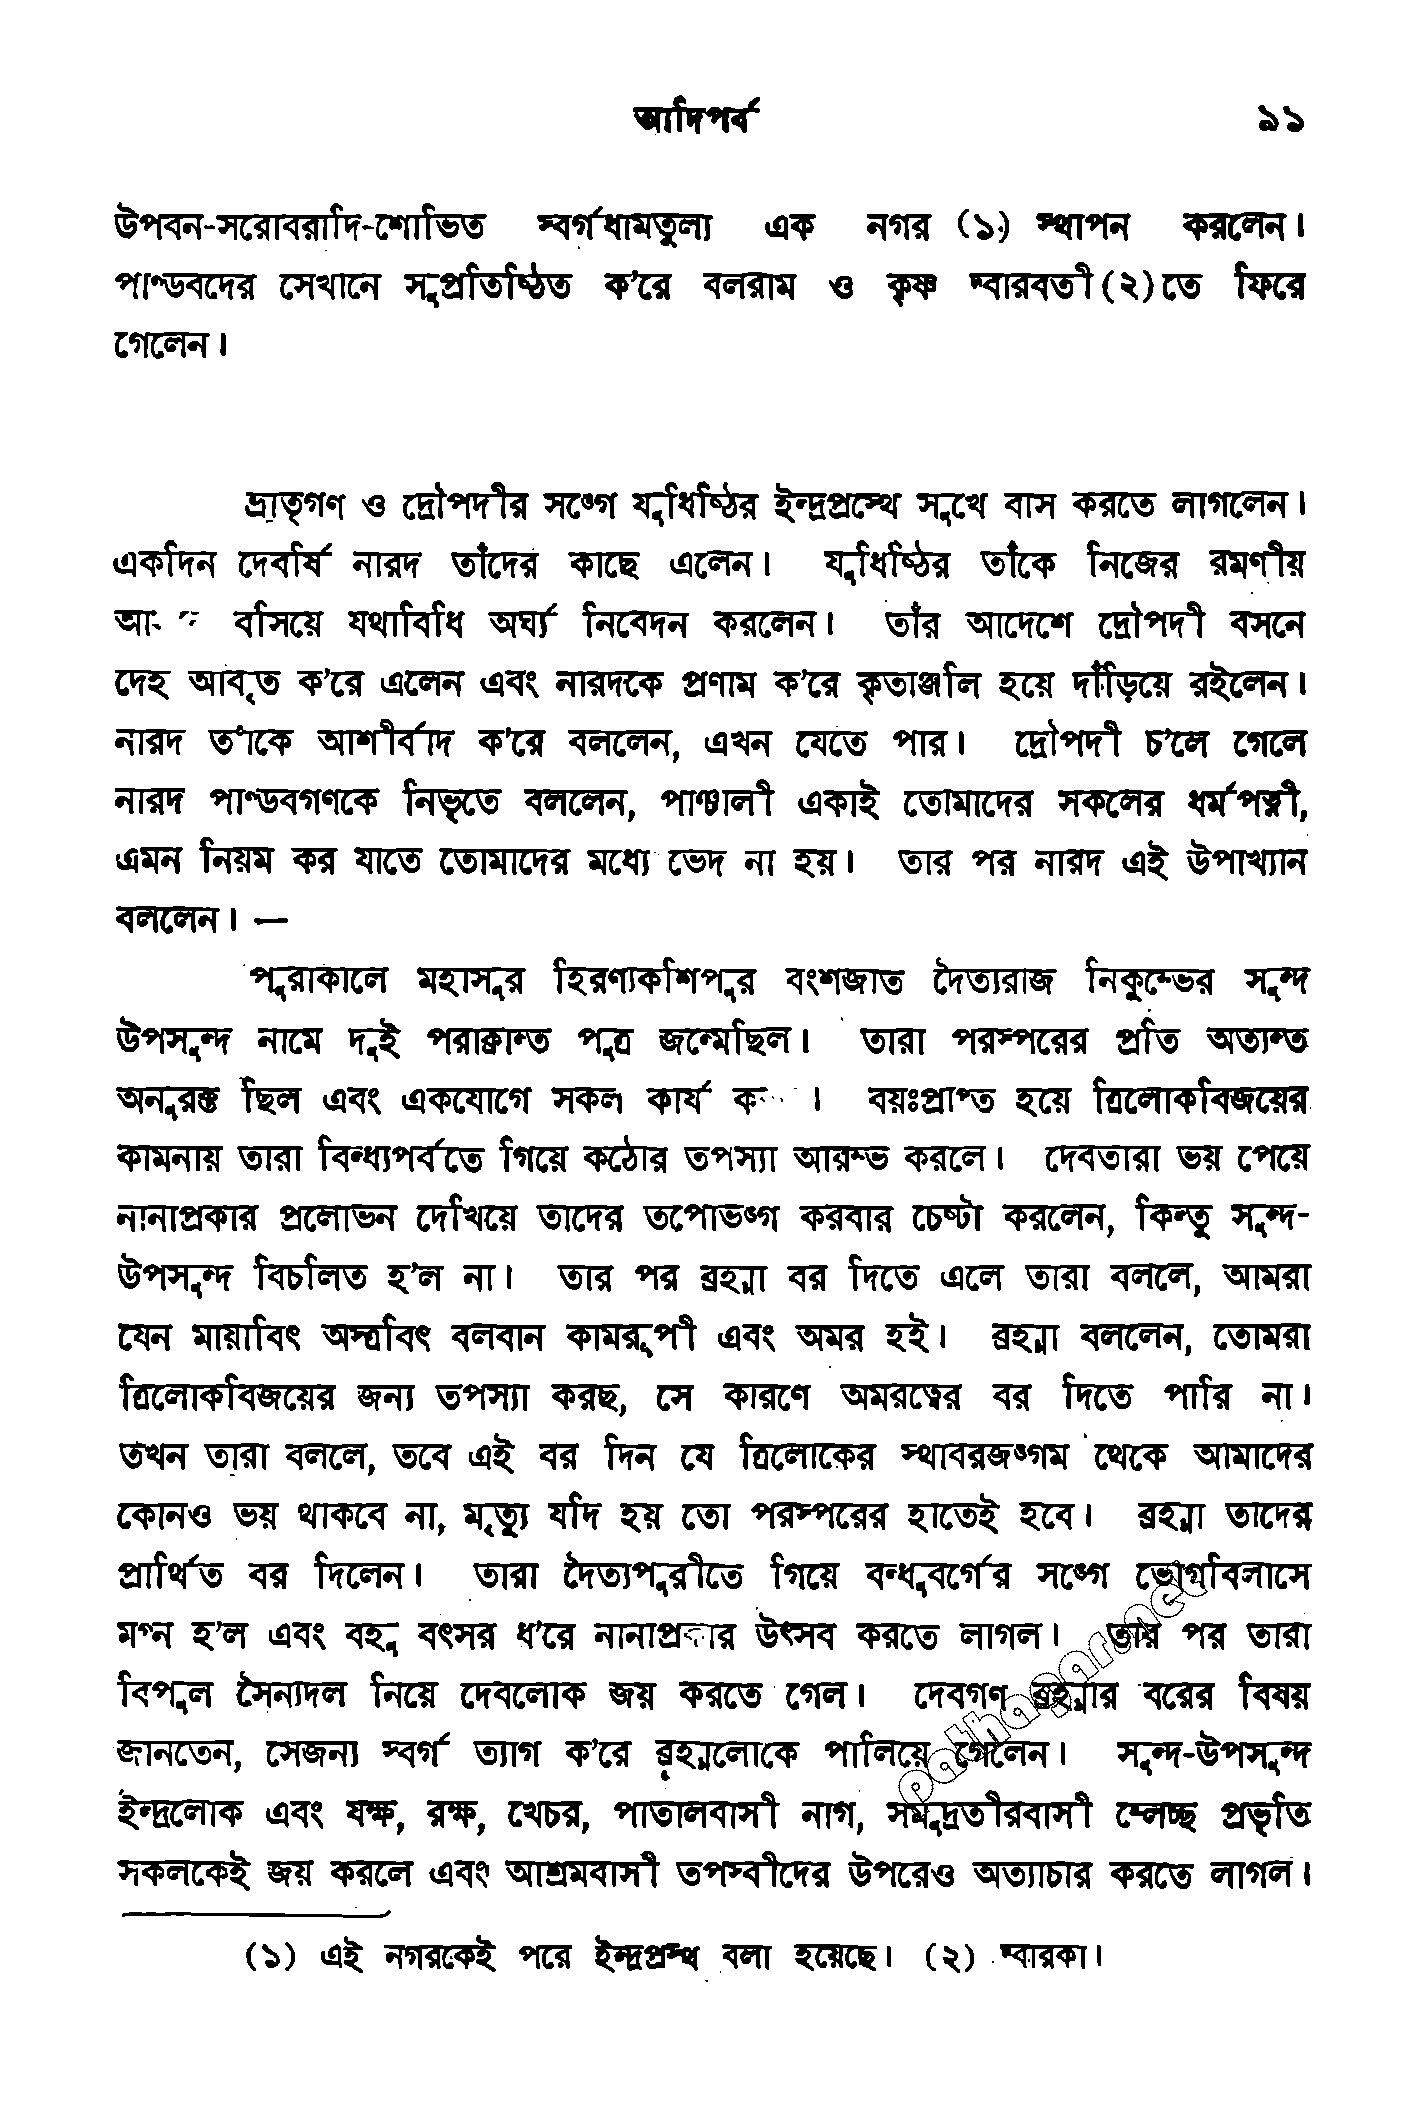 আদিপর্ব ৯১
উপবন-সরোবরাদি-শোভিত স্বর্গধামতুল্য এক নগর (১) স্থাপন করলেন।
পাণ্ডবদের সেখানে সুপ্রতিষ্ঠিত ক'রে বলরাম ও কৃষ্ণ দ্বারবতী(২)তে ফিরে
গেলেন।
ভ্রাতৃগণ ও দ্রৌপদীর সঙ্গে যুধিষ্ঠির ইন্দ্রপ্রস্থে সুখে বাস করতে লাগলেন।
একদিন দেবর্ষি নারদ তাঁদের কাছে এলেন। যুধিষ্ঠির তাঁকে নিজের রমণীয়
বসিয়ে যথাবিধি অর্ঘ্য নিবেদন করলেন। তাঁর আদেশে দ্রৌপদী বসনে
দেহ আবৃত ক'রে এলেন এবং নারদকে প্রণাম ক'রে কৃতাঞ্জলি হয়ে দাঁড়িয়ে রইলেন।
নারদ তাঁকে আশীর্বাদ ক'রে বললেন, এখন যেতে পার। দ্রৌপদী চ'লে গেলে
নারদ পাণ্ডবগণকে নিভৃতে বললেন, পাঞ্চালী একাই তোমাদের সকলের ধর্মপত্নী,
এমন নিয়ম কর যাতে তোমাদের মধ্যে ভেদ না হয়। তার পর নারদ এই উপাখ্যান
বললেন। —
পুরাকালে মহাসুর হিরণ্যকশিপুর বংশজাত দৈত্যরাজ নিকুম্ভের সুন্দ
উপসুন্দ নামে দুই পরাক্রান্ত পুত্র জন্মেছিল। তারা পরস্পরের প্রতি অত্যন্ত
অনুরক্ত ছিল এবং একযোগে সকল কার্য । বয়ঃপ্রাপ্ত হয়ে ত্রিলোকবিজয়ের
কামনায় তারা বিন্ধ্যপর্বতে গিয়ে কঠোর তপস্যা আরম্ভ করলে। দেবতারা ভয় পেয়ে
নানাপ্রকার প্রলোভন দেখিয়ে তাদের তপোভঙ্গ করবার চেষ্টা করলেন, কিন্তু সুন্দ-
উপসুন্দ বিচলিত হ'ল না। তার পর ব্রহ্মা বর দিতে এলে তারা বললে, আমরা
যেন মায়াবিৎ অস্ত্রবিৎ বলবান কামরূপী এবং অমর হই। ব্রহ্মা বললেন, তোমরা
ত্রিলোকবিজয়ের জন্য তপস্যা করছ, সে কারণে অমরত্বের বর দিতে পারি না।
তখন তারা বললে, তবে এই বর দিন যে ত্রিলোকের স্থাবরজঙ্গম থেকে আমাদের
কোনও ভয় থাকবে না, মৃত্যু যদি হয় তো পরস্পরের হাতেই হবে। ব্রহ্মা তাদের
প্রার্থিত বর দিলেন। তারা দৈত্যপুরীতে গিয়ে বন্ধুবর্গের সঙ্গে ভোগবিলাসে
মগ্ন হ'ল এবং বহু বৎসর ধ'রে নানাপ্রকার উৎসব করতে লাগল। তার পর তারা
বিপুল সৈন্যদল নিয়ে দেবলোক জয় করতে গেল। দেবগণ ব্রহ্মার বরের বিষয়
জানতেন, সেজন্য স্বর্গ ত্যাগ ক'রে ব্রহ্মলোকে পালিয়ে গেলেন। সুন্দ-উপসুন্দ
ইন্দ্রলোক এবং যক্ষ, রক্ষ, খেচর, পাতালবাসী নাগ, সমুদ্রতীরবাসী ম্লেচ্ছ প্রভৃতি
সকলকেই জয় করলে এবং আশ্রমবাসী তপস্বীদের উপরেও অত্যাচার করতে লাগল।
(১) এই নগরকেই পরে ইন্দ্রপ্রস্থ বলা হয়েছে। (২) দ্বারকা।
pathagar.net